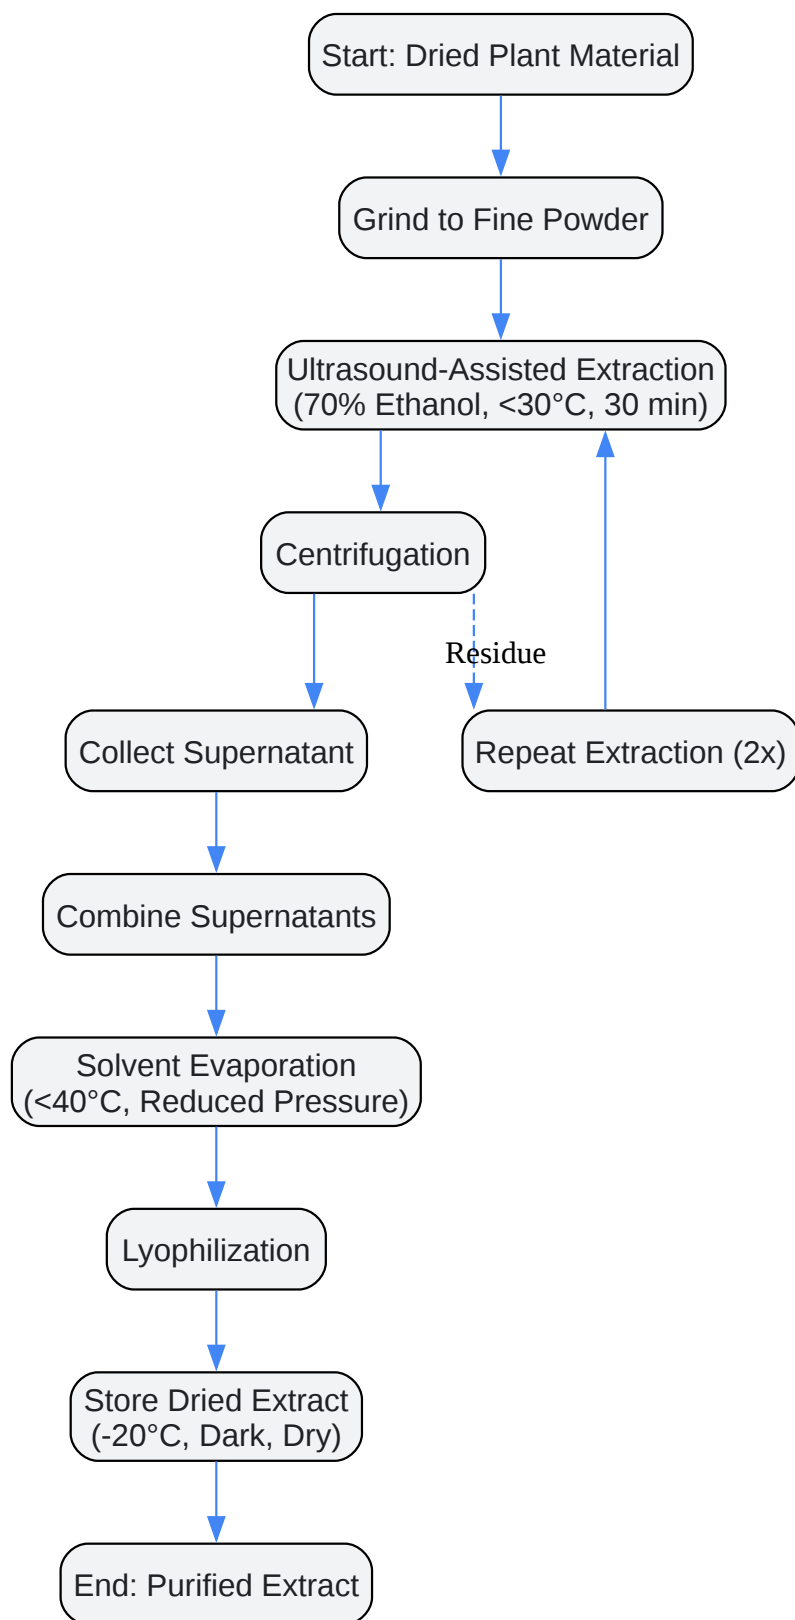 Start: Dried Plant Material
Grind to Fine Powder
Ultrasound-Assisted Extraction
(70% Ethanol, <30°C, 30 min)
Centrifugation
Residue
Collect Supernatant
Repeat Extraction (2x)
Combine Supernatants
Solvent Evaporation
(<40°C, Reduced Pressure)
Lyophilization
Store Dried Extract
(-20°C, Dark, Dry)
End: Purified Extract